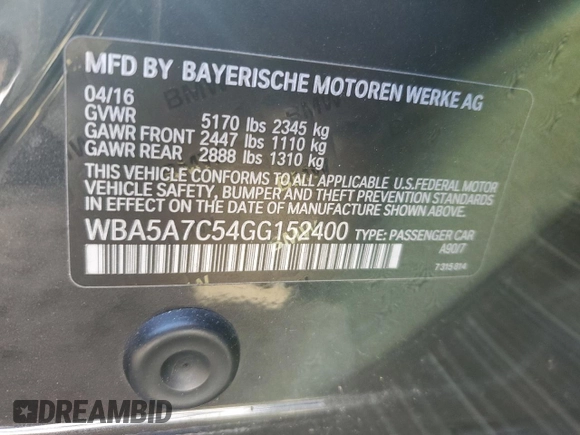 MFD BY BAYERISCHE MOTOREN WERKE AG
04/16
GVWR 5170 lbs 2345 kg
GAWR FRONT 2447 lbs 1110 kg
GAWR REAR 2888 lbs 1310 kg
THIS VEHICLE CONFORMS TO ALL APPLICABLE U.S.FEDERAL MOTOR
VEHICLE SAFETY, BUMPER AND THEFT PREVENTION STANDARDS
IN EFFECT ON THE DATE OF MANUFACTURE SHOWN ABOVE.
WBA5A7C54GG152400 TYPE: PASSENGER CAR
A90/7
DREAMBID